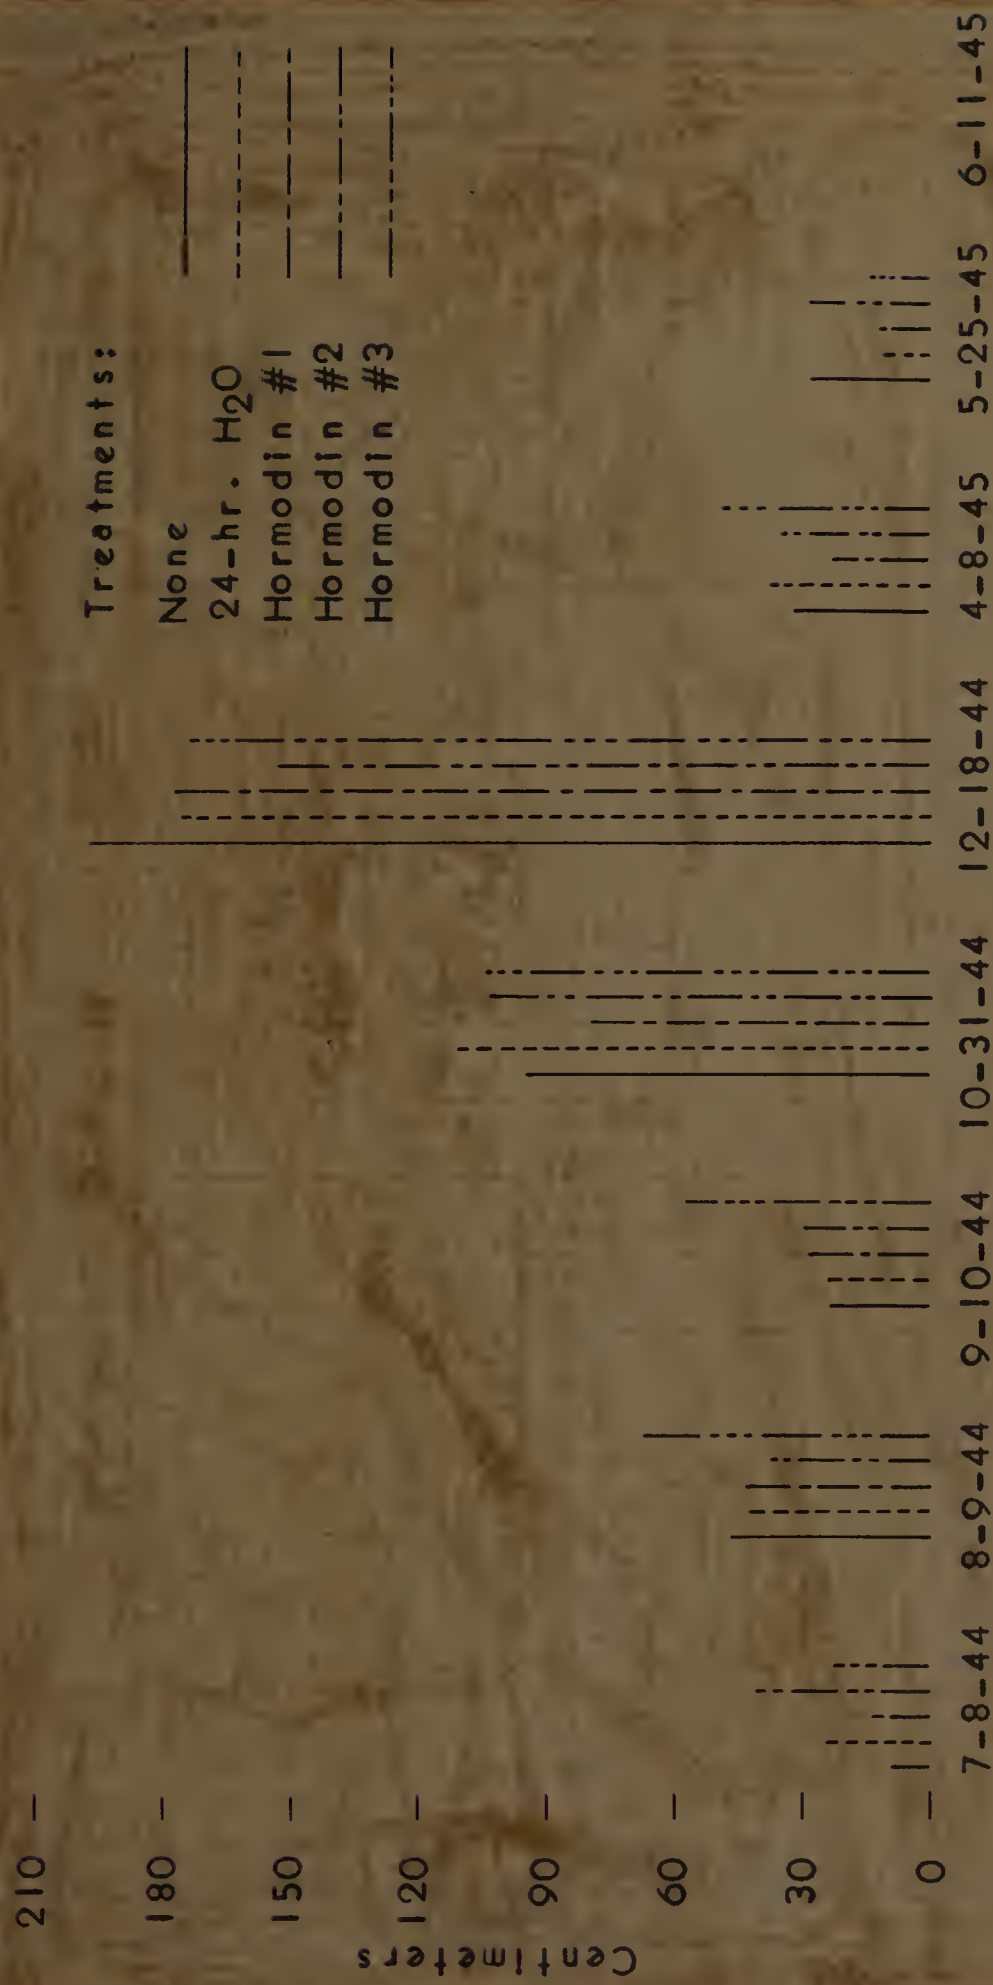 Treatments:
None
24-hr. H₂O
Hormodin #1
Hormodin #2
Hormodin #3
Centimeters
210
180
150
120
90
60
30
0
7-8-44 8-9-44 9-10-44 10-31-44 12-18-44 4-8-45 5-25-45 6-11-45